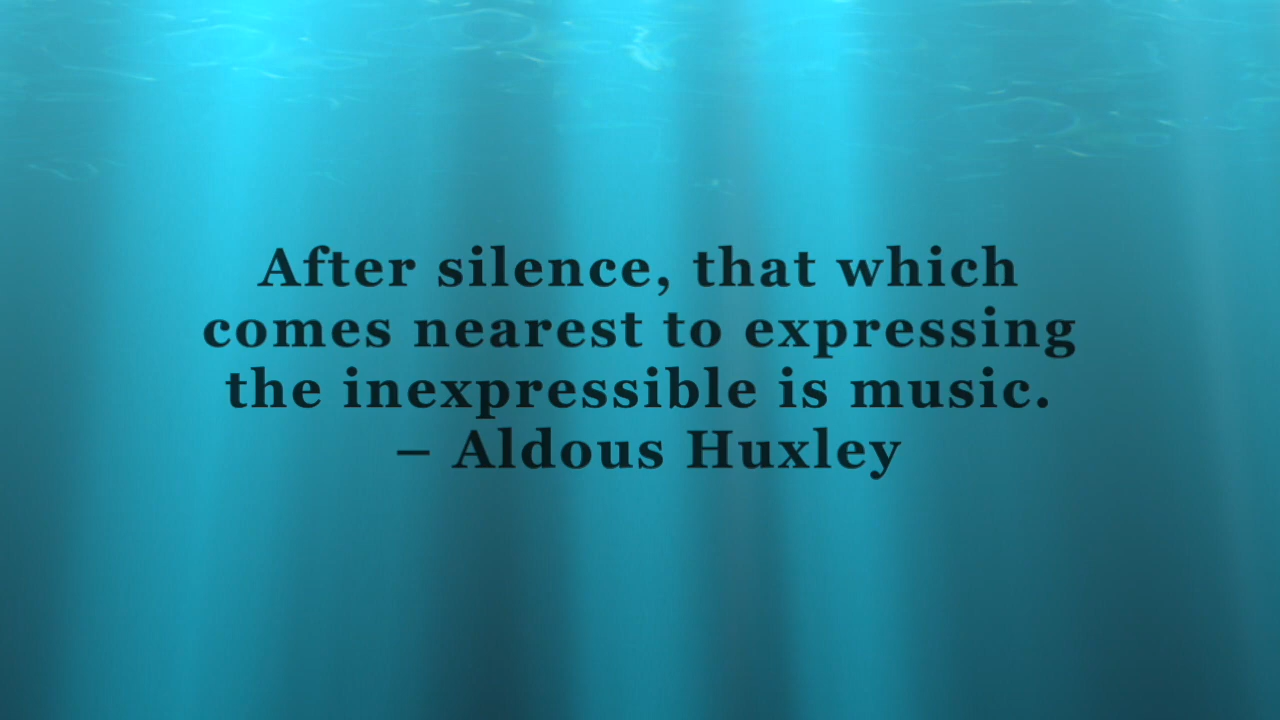 After silence, that which
comes nearest to expressing
the inexpressible is music.
– Aldous Huxley